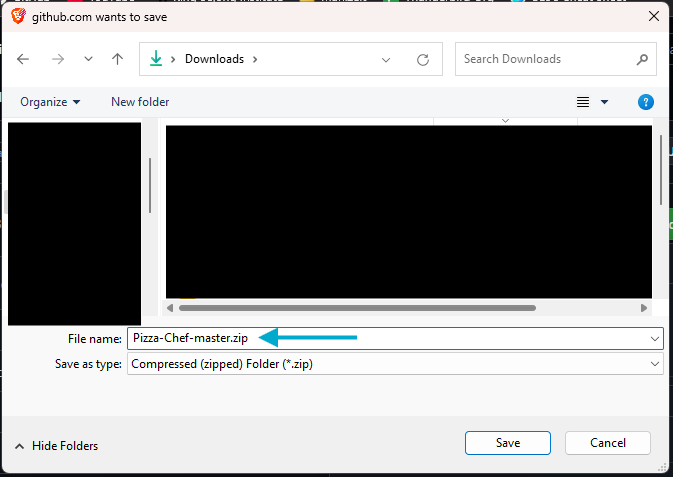 github.com wants to save
Downloads
Search Downloads
Organize
New folder
File name: Pizza-Chef-master.zip
Save as type: Compressed (zipped) Folder (*.zip)
Hide Folders
Save
Cancel